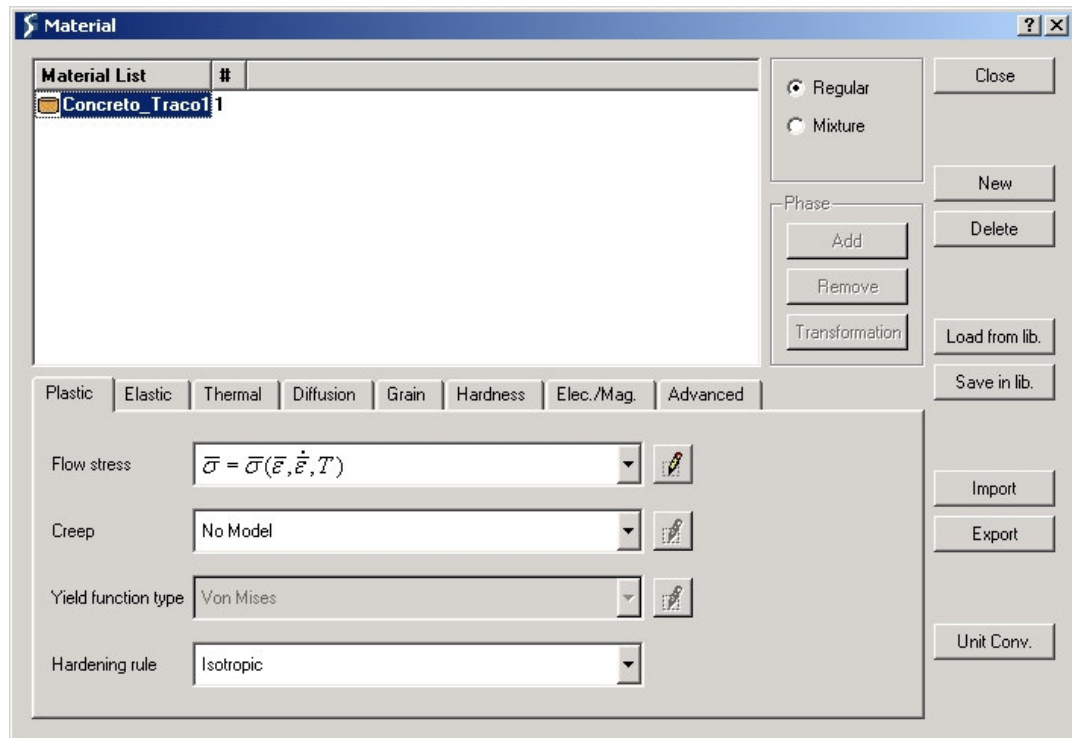 Material
? ×
Material List #
Concreto_Traco1 1
Regular
Mixture
Phase
Add
Remove
Transformation
Close
New
Delete
Load from lib.
Save in lib.
Import
Export
Unit Conv.
Plastic Elastic Thermal Diffusion Grain Hardness Elec./Mag. Advanced
Flow stress σ̅ = σ̅(ε̅,ε̅̇,T)
Creep No Model
Yield function type Von Mises
Hardening rule Isotropic